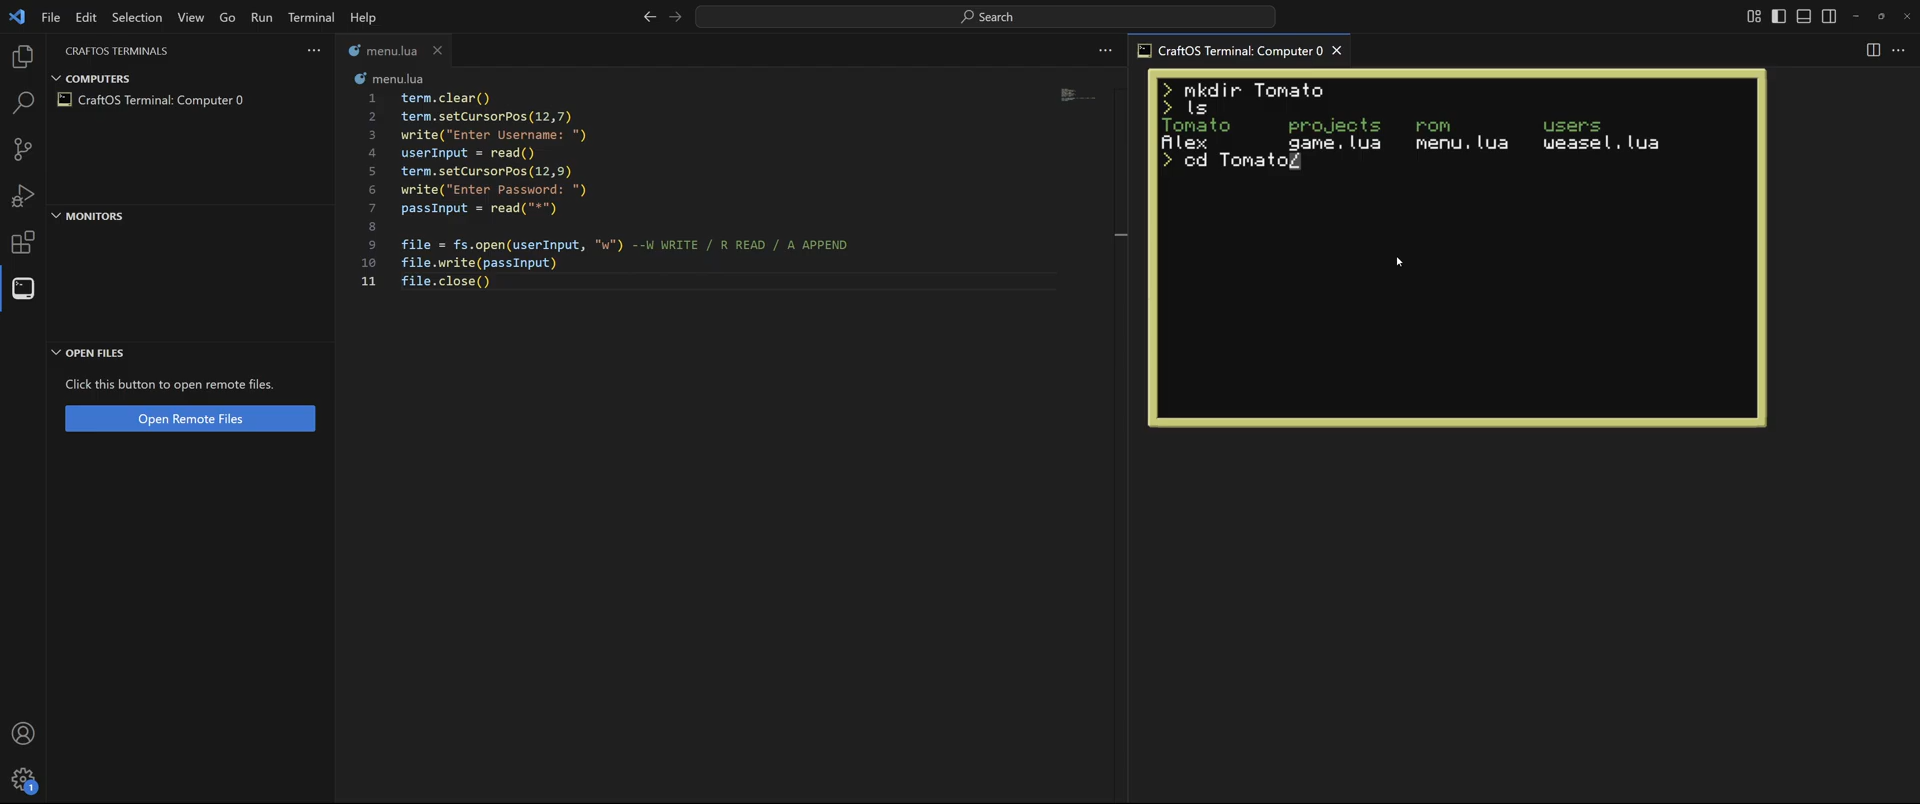 File Edit Selection View Go Run Terminal Help
Search
CRAFTOS TERMINALS
COMPUTERS
CraftOS Terminal: Computer 0
MONITORS
OPEN FILES
Click this button to open remote files.
Open Remote Files
1
menu.lua
menu.lua
1 term.clear()
2 term.setCursorPos(12,7)
3 write("Enter Username: ")
4 userInput = read()
5 term.setCursorPos(12,9)
6 write("Enter Password: ")
7 passInput = read("*")
8
9 file = fs.open(userInput, "w") --W WRITE / R READ / A APPEND
10 file.write(passInput)
11 file.close()
CraftOS Terminal: Computer 0
> mkdir Tomato
> ls
Tomato projects rom users
Alex game.lua menu.lua weasel.lua
> cd Tomato/